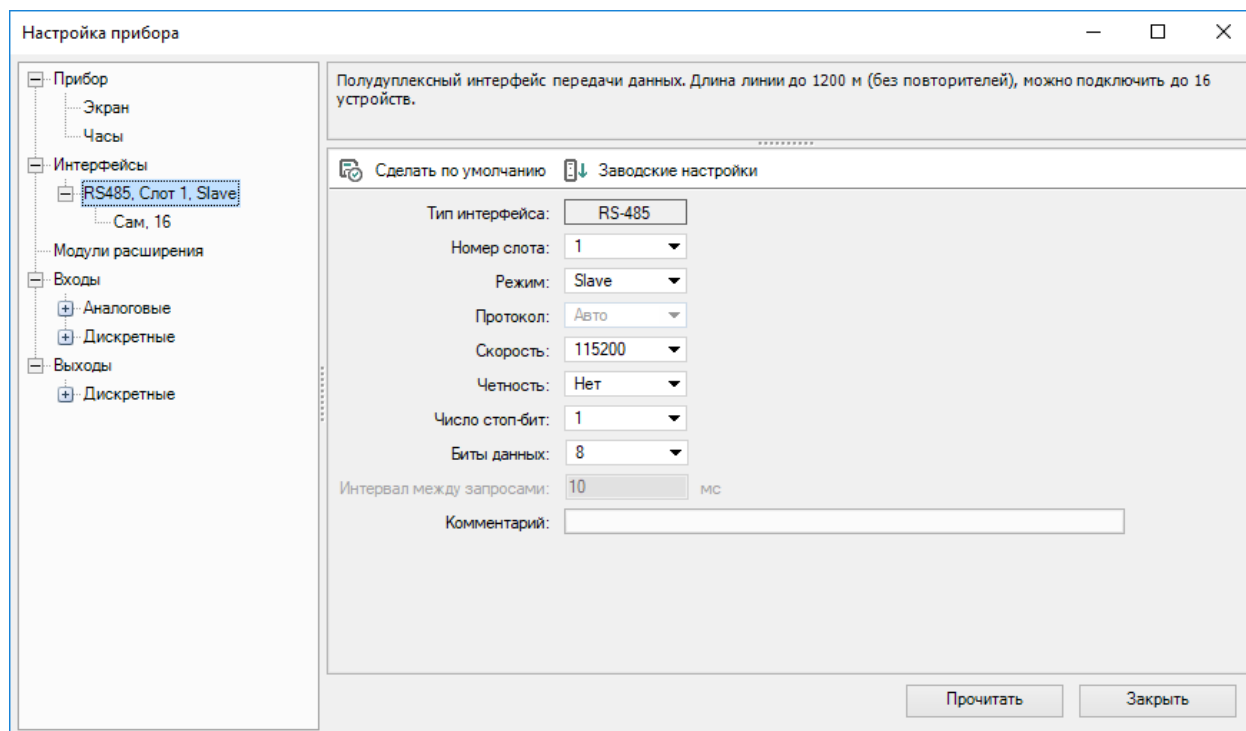 Настройка прибора
Прибор
Экран
Часы
Интерфейсы
RS485, Слот 1, Slave
Сам, 16
Модули расширения
Входы
Аналоговые
Дискретные
Выходы
Дискретные
Полудуплексный интерфейс передачи данных. Длина линии до 1200 м (без повторителей), можно подключить до 16
устройств.
Сделать по умолчанию Заводские настройки
Тип интерфейса: RS-485
Номер слота: 1
Режим: Slave
Протокол: Авто
Скорость: 115200
Четность: Нет
Число стоп-бит: 1
Биты данных: 8
Интервал между запросами: 10 мс
Комментарий:
Прочитать Закрыть